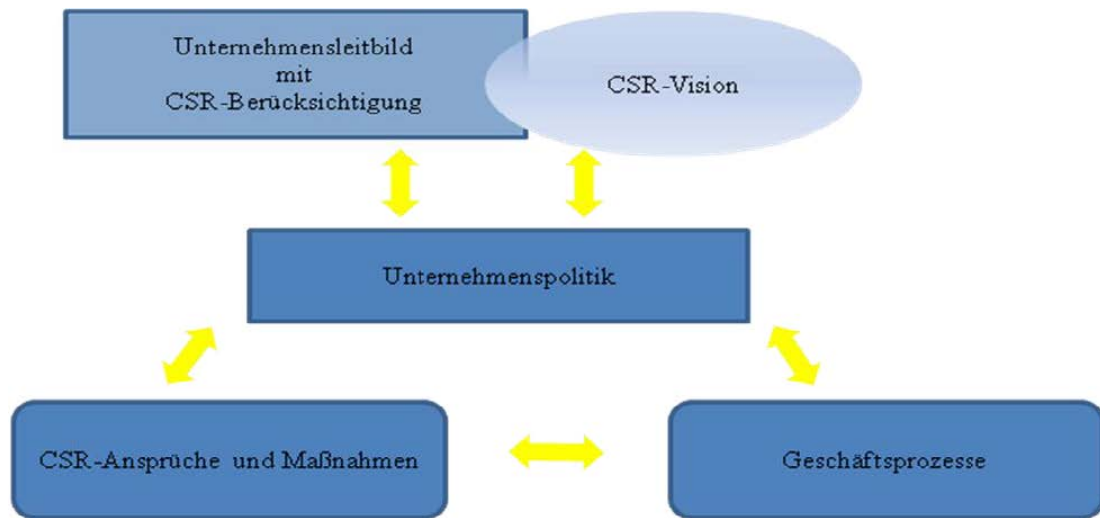 Unternehmensleitbild
mit
CSR-Berücksichtigung
CSR-Vision
Unternehmenspolitik
CSR-Ansprüche und Maßnahmen
Geschäftsprozesse